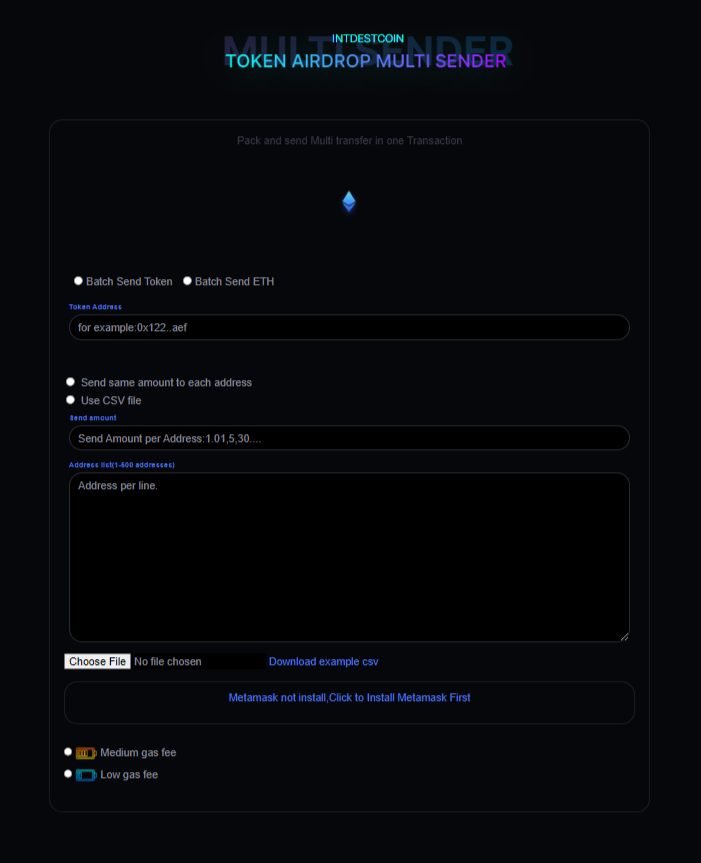 MULTI SENDER
INTDESTCOIN
TOKEN AIRDROP MULTI SENDER
Pack and send Multi transfer in one Transaction
Batch Send Token Batch Send ETH
Token Address
for example:0x122..aef
Send same amount to each address
Use CSV file
Send amount
Send Amount per Address:1.01,5,30....
Address list(1-600 addresses)
Address per line.
Choose File No file chosen Download example csv
Metamask not install,Click to Install Metamask First
Medium gas fee
Low gas fee